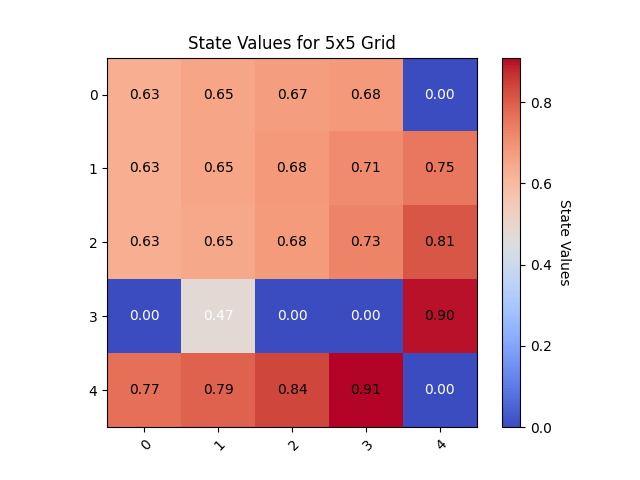 State Values for 5x5 Grid
0 0.63 0.65 0.67 0.68 0.00
1 0.63 0.65 0.68 0.71 0.75
2 0.63 0.65 0.68 0.73 0.81
3 0.00 0.47 0.00 0.00 0.90
4 0.77 0.79 0.84 0.91 0.00
0 1 2 3 4
0.8
0.6
0.4
0.2
0.0
State Values